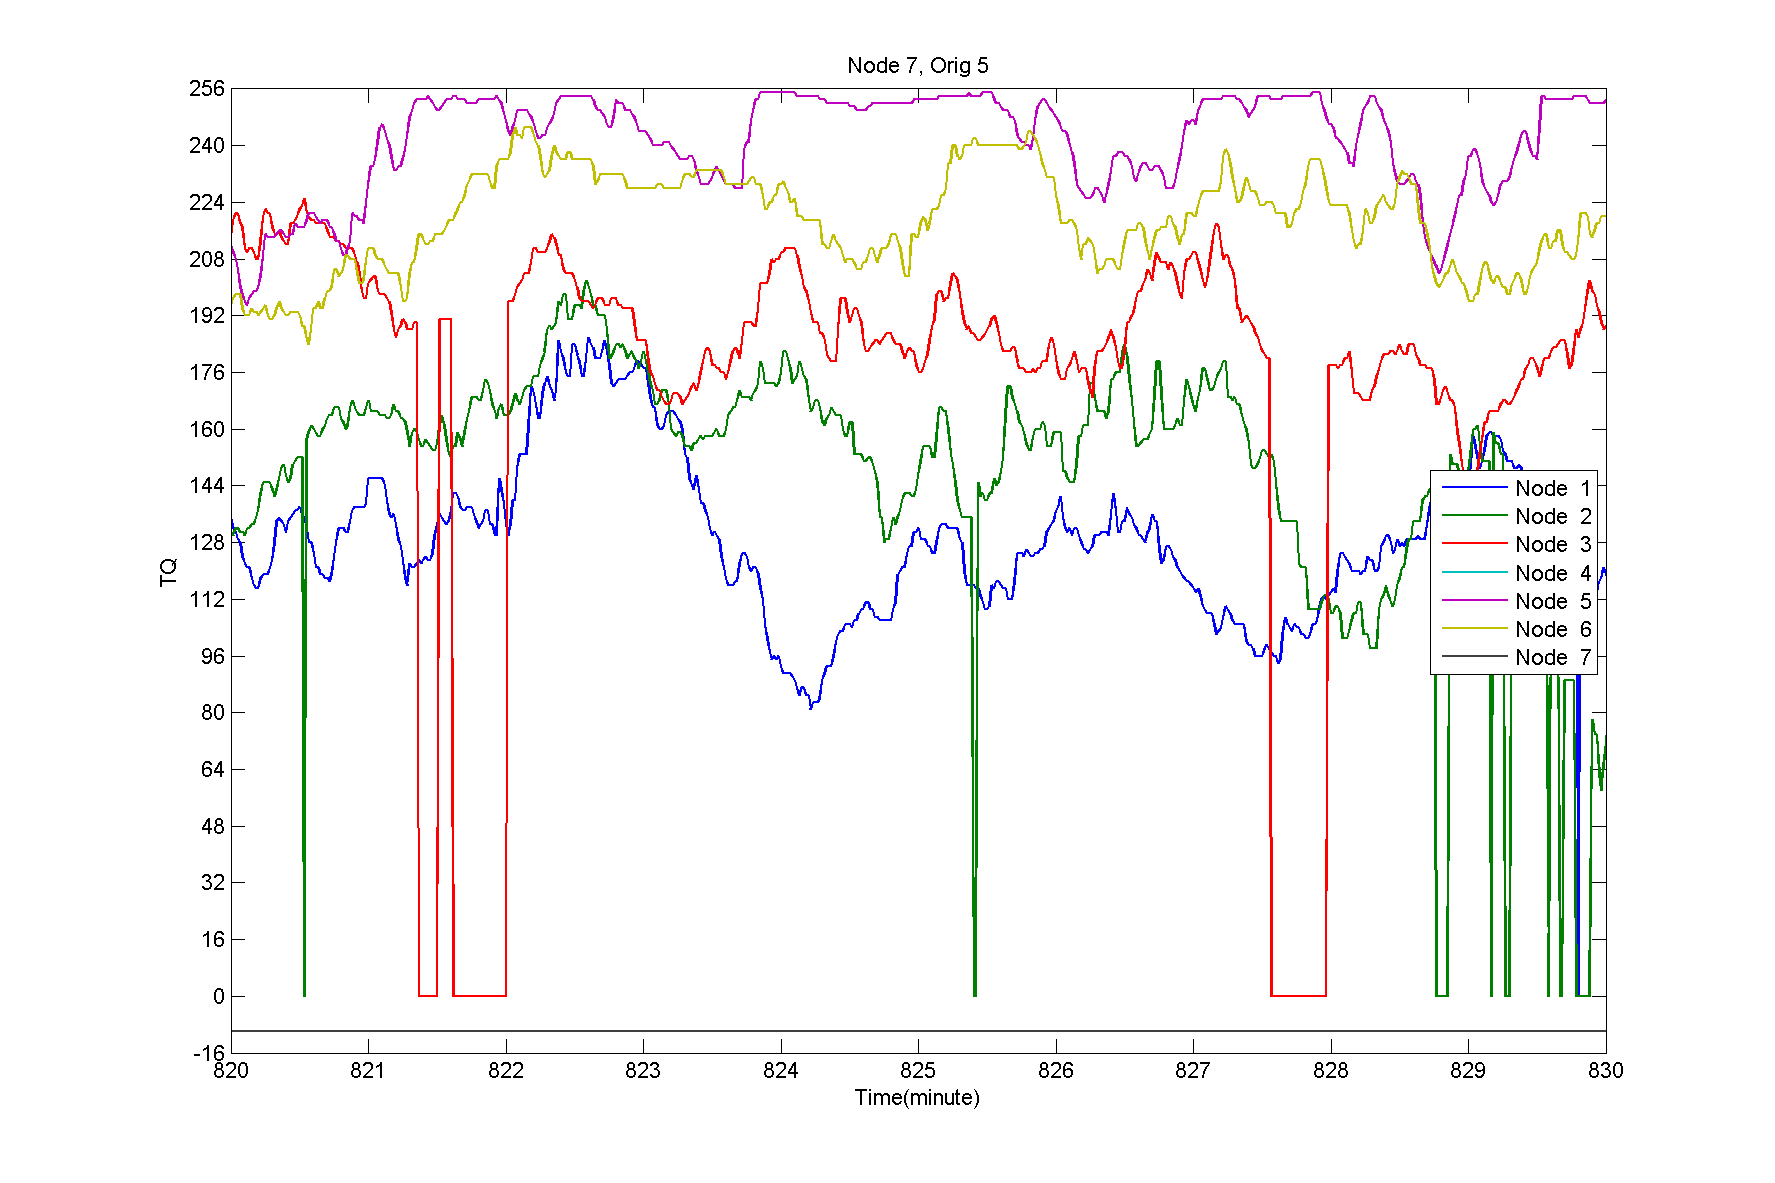 Node 7, Orig 5
256
240
224
208
192
176
160
144
128
112
96
80
64
48
32
16
0
-16
TQ
Node 1
Node 2
Node 3
Node 4
Node 5
Node 6
Node 7
820 821 822 823 824 825 826 827 828 829 830
Time(minute)